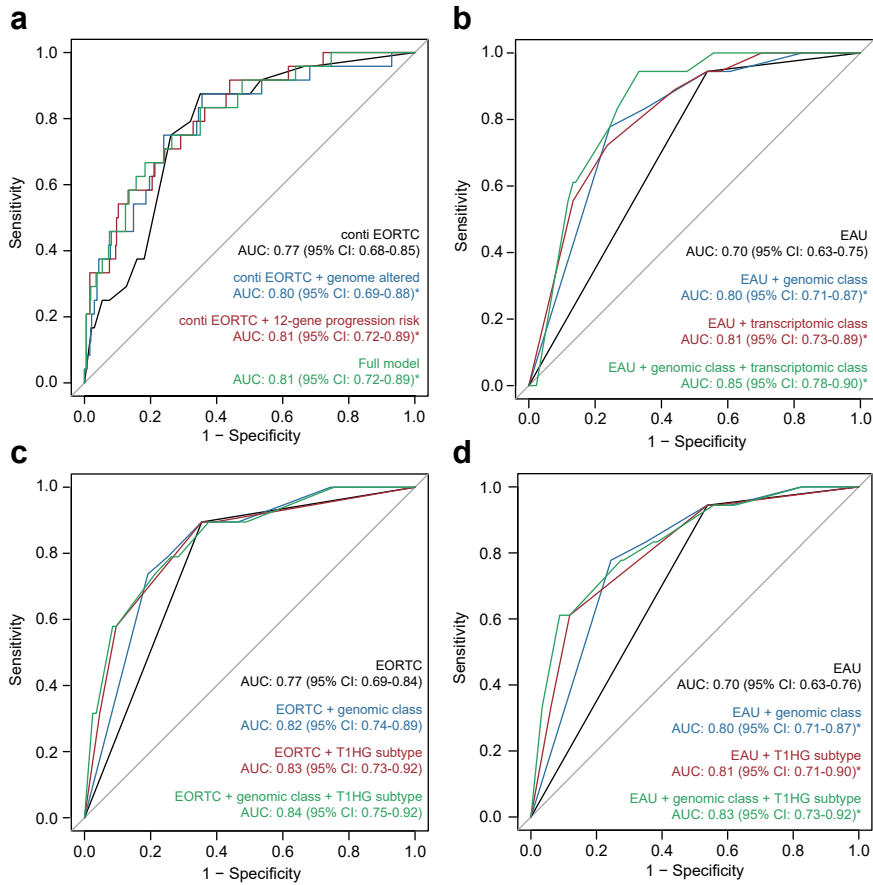 a
1.0
0.8
0.6
0.4
0.2
0.0
Sensitivity
conti EORTC
AUC: 0.77 (95% CI: 0.68-0.85)
conti EORTC + genome altered
AUC: 0.80 (95% CI: 0.69-0.88)*
conti EORTC + 12-gene progression risk
AUC: 0.81 (95% CI: 0.72-0.89)*
Full model
AUC: 0.81 (95% CI: 0.72-0.89)*
0.0 0.2 0.4 0.6 0.8 1.0
1 − Specificity
b
1.0
0.8
0.6
0.4
0.2
0.0
Sensitivity
EAU
AUC: 0.70 (95% CI: 0.63-0.75)
EAU + genomic class
AUC: 0.80 (95% CI: 0.71-0.87)*
EAU + transcriptomic class
AUC: 0.81 (95% CI: 0.73-0.89)*
EAU + genomic class + transcriptomic class
AUC: 0.85 (95% CI: 0.78-0.90)*
0.0 0.2 0.4 0.6 0.8 1.0
1 − Specificity
c
1.0
0.8
0.6
0.4
0.2
0.0
Sensitivity
EORTC
AUC: 0.77 (95% CI: 0.69-0.84)
EORTC + genomic class
AUC: 0.82 (95% CI: 0.74-0.89)
EORTC + T1HG subtype
AUC: 0.83 (95% CI: 0.73-0.92)
EORTC + genomic class + T1HG subtype
AUC: 0.84 (95% CI: 0.75-0.92)
0.0 0.2 0.4 0.6 0.8 1.0
1 − Specificity
d
1.0
0.8
0.6
0.4
0.2
0.0
Sensitivity
EAU
AUC: 0.70 (95% CI: 0.63-0.76)
EAU + genomic class
AUC: 0.80 (95% CI: 0.71-0.87)*
EAU + T1HG subtype
AUC: 0.81 (95% CI: 0.71-0.90)*
EAU + genomic class + T1HG subtype
AUC: 0.83 (95% CI: 0.73-0.92)*
0.0 0.2 0.4 0.6 0.8 1.0
1 − Specificity